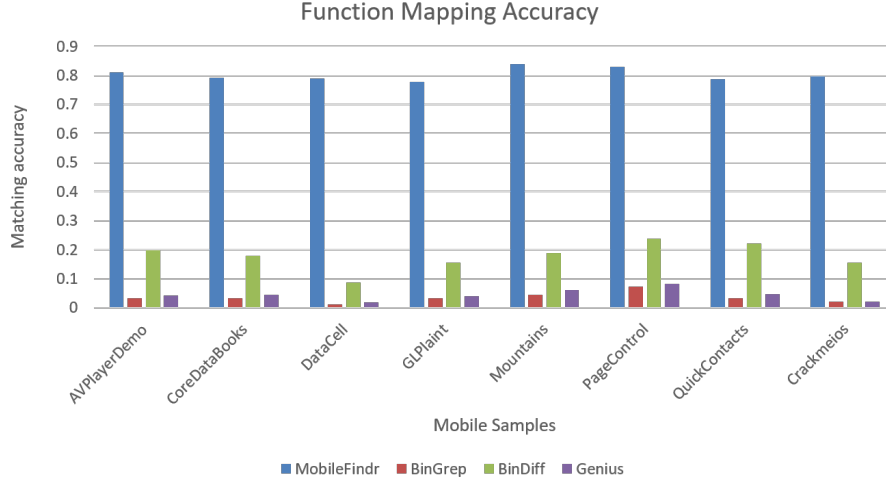 Function Mapping Accuracy
0.9
0.8
0.7
0.6
0.5
0.4
0.3
0.2
0.1
0
Matching accuracy
AVPlayerDemo
CoreDataBooks
DataCell
GLPlaint
Mountains
PageControl
QuickContacts
Crackmeios
Mobile Samples
MobileFindr BinGrep BinDiff Genius